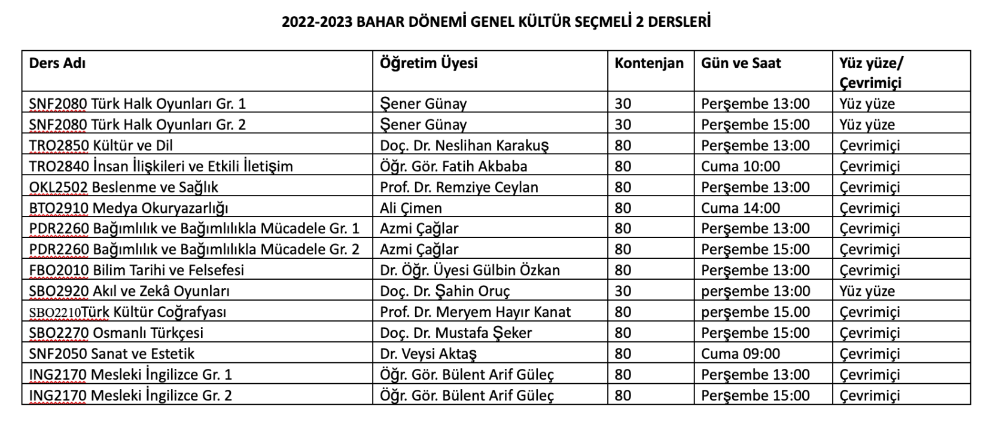 2022-2023 BAHAR DÖNEMİ GENEL KÜLTÜR SEÇMELİ 2 DERSLERİ
Ders Adı Öğretim Üyesi Kontenjan Gün ve Saat Yüz yüze/
Çevrimiçi
SNF2080 Türk Halk Oyunları Gr. 1 Şener Günay 30 Perşembe 13:00 Yüz yüze
SNF2080 Türk Halk Oyunları Gr. 2 Şener Günay 30 Perşembe 15:00 Yüz yüze
TRO2850 Kültür ve Dil Doç. Dr. Neslihan Karakuş 80 Perşembe 13:00 Çevrimiçi
TRO2840 İnsan İlişkileri ve Etkili İletişim Öğr. Gör. Fatih Akbaba 80 Cuma 10:00 Çevrimiçi
OKL2502 Beslenme ve Sağlık Prof. Dr. Remziye Ceylan 80 Perşembe 13:00 Çevrimiçi
BTO2910 Medya Okuryazarlığı Ali Çimen 80 Cuma 14:00 Çevrimiçi
PDR2260 Bağımlılık ve Bağımlılıkla Mücadele Gr. 1 Azmi Çağlar 80 Perşembe 13:00 Çevrimiçi
PDR2260 Bağımlılık ve Bağımlılıkla Mücadele Gr. 2 Azmi Çağlar 80 Perşembe 15:00 Çevrimiçi
FBO2010 Bilim Tarihi ve Felsefesi Dr. Öğr. Üyesi Gülbin Özkan 80 Perşembe 13:00 Çevrimiçi
SBO2920 Akıl ve Zekâ Oyunları Doç. Dr. Şahin Oruç 30 perşembe 13:00 Yüz yüze
SBO2210Türk Kültür Coğrafyası Prof. Dr. Meryem Hayır Kanat 80 perşembe 15.00 Çevrimiçi
SBO2270 Osmanlı Türkçesi Doç. Dr. Mustafa Şeker 80 Perşembe 15:00 Çevrimiçi
SNF2050 Sanat ve Estetik Dr. Veysi Aktaş 80 Cuma 09:00 Çevrimiçi
ING2170 Mesleki İngilizce Gr. 1 Öğr. Gör. Bülent Arif Güleç 80 Perşembe 13:00 Çevrimiçi
ING2170 Mesleki İngilizce Gr. 2 Öğr. Gör. Bülent Arif Güleç 80 Perşembe 15:00 Çevrimiçi